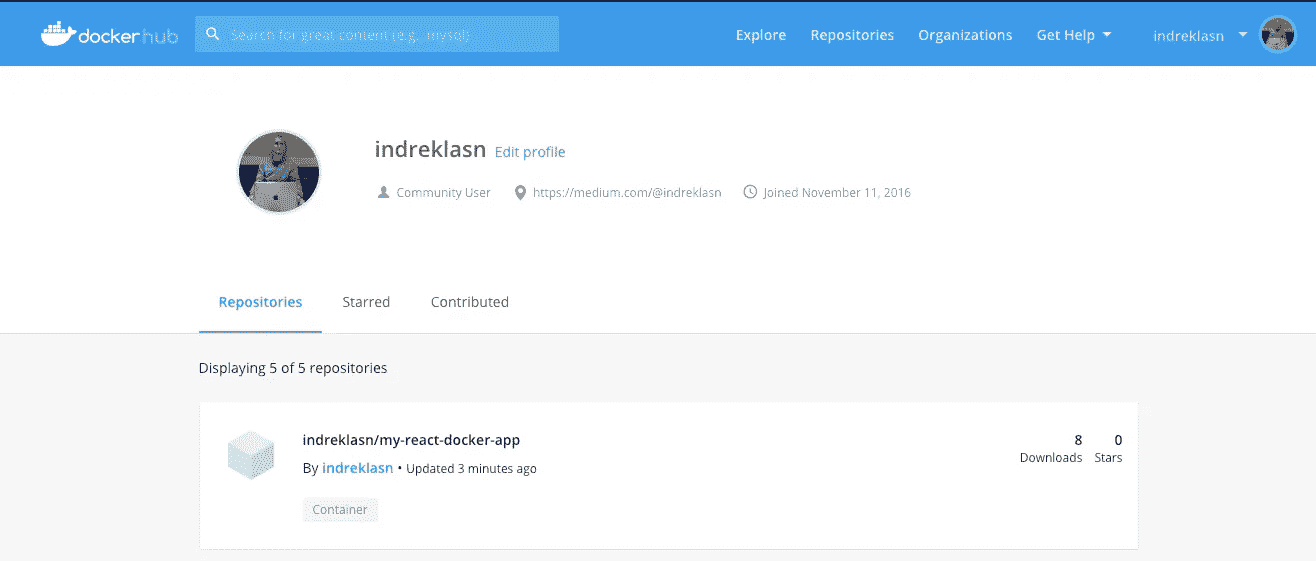 dockerhub
Search for great content (e.g., mysql)
Explore Repositories Organizations Get Help indreklasn
indreklasn Edit profile
Community User https://medium.com/@indreklasn Joined November 11, 2016
Repositories Starred Contributed
Displaying 5 of 5 repositories
indreklasn/my-react-docker-app
8 0
By indreklasn • Updated 3 minutes ago
Downloads Stars
Container